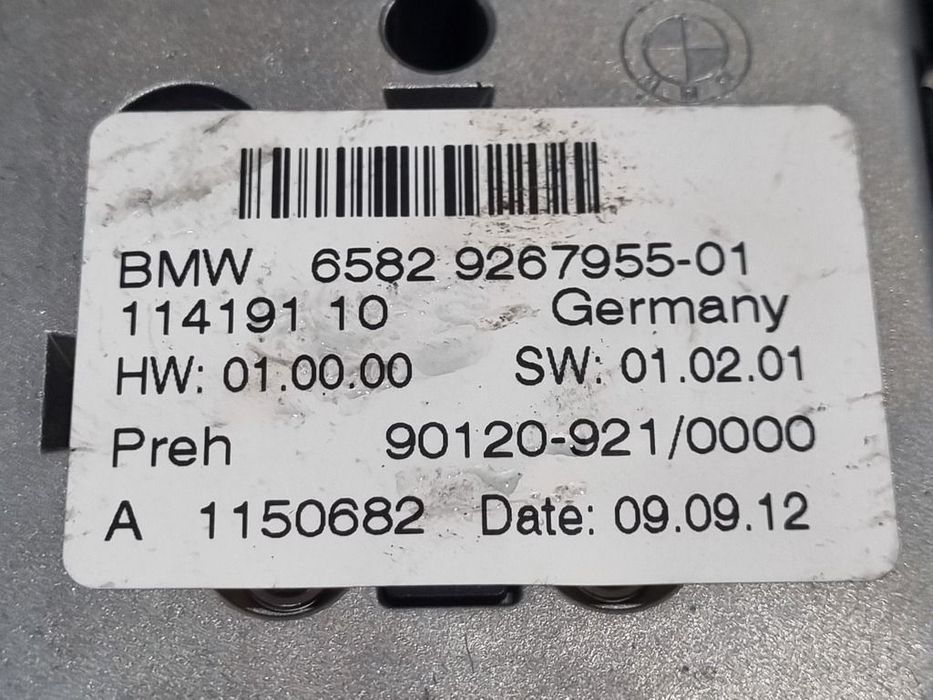 BMW 6582 9267955-01
114191 10 Germany
HW: 01.00.00 SW: 01.02.01
Preh 90120-921/0000
A 1150682 Date: 09.09.12